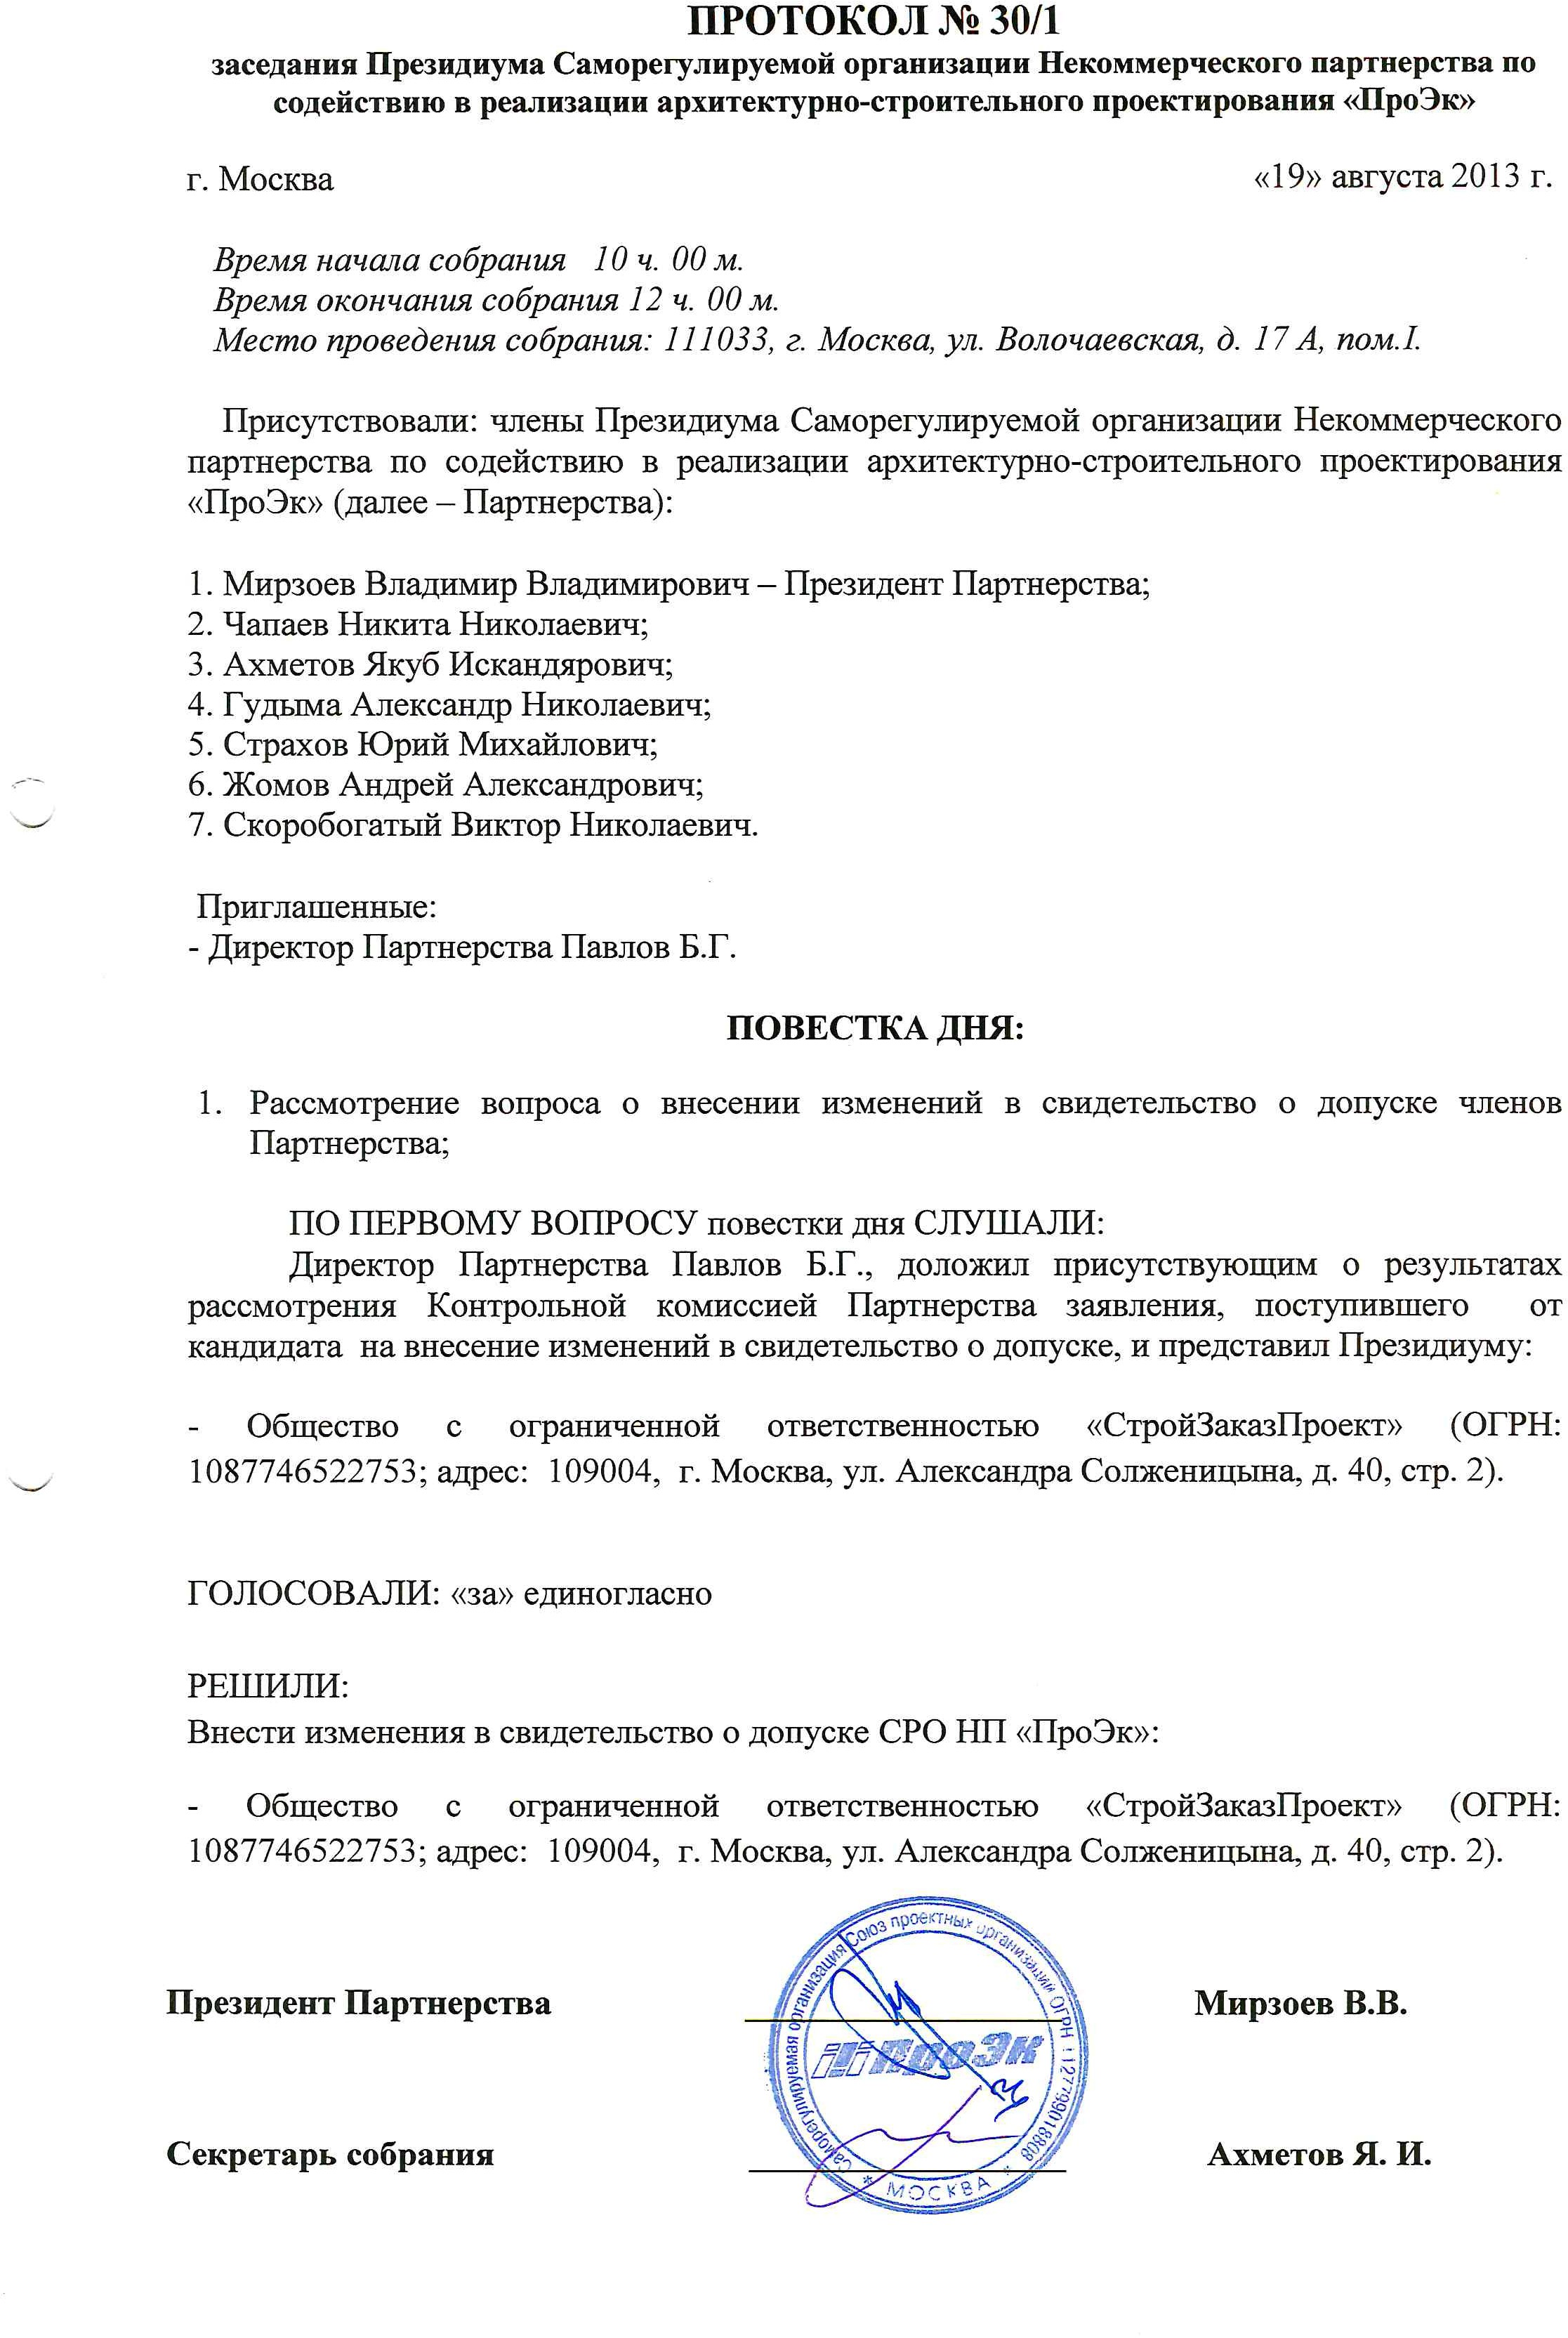 ПРОТОКОЛ № 30/1
заседания Президиума Саморегулируемой организации Некоммерческого партнерства по
содействию в реализации архитектурно-строительного проектирования «ПроЭк»
г. Москва «19» августа 2013 г.
Время начала собрания 10 ч. 00 м.
Время окончания собрания 12 ч. 00 м.
Место проведения собрания: 111033, г. Москва, ул. Волочаевская, д. 17 А, пом.I.
Присутствовали: члены Президиума Саморегулируемой организации Некоммерческого
партнерства по содействию в реализации архитектурно-строительного проектирования
«ПроЭк» (далее – Партнерства):
1. Мирзоев Владимир Владимирович – Президент Партнерства;
2. Чапаев Никита Николаевич;
3. Ахметов Якуб Искандярович;
4. Гудыма Александр Николаевич;
5. Страхов Юрий Михайлович;
6. Жомов Андрей Александрович;
7. Скоробогатый Виктор Николаевич.
Приглашенные:
- Директор Партнерства Павлов Б.Г.
ПОВЕСТКА ДНЯ:
1. Рассмотрение вопроса о внесении изменений в свидетельство о допуске членов
Партнерства;
ПО ПЕРВОМУ ВОПРОСУ повестки дня СЛУШАЛИ:
Директор Партнерства Павлов Б.Г., доложил присутствующим о результатах
рассмотрения Контрольной комиссией Партнерства заявления, поступившего от
кандидата на внесение изменений в свидетельство о допуске, и представил Президиуму:
- Общество с ограниченной ответственностью «СтройЗаказПроект» (ОГРН:
1087746522753; адрес: 109004, г. Москва, ул. Александра Солженицына, д. 40, стр. 2).
ГОЛОСОВАЛИ: «за» единогласно
РЕШИЛИ:
Внести изменения в свидетельство о допуске СРО НП «ПроЭк»:
- Общество с ограниченной ответственностью «СтройЗаказПроект» (ОГРН:
1087746522753; адрес: 109004, г. Москва, ул. Александра Солженицына, д. 40, стр. 2).
Президент Партнерства Мирзоев В.В.
Саморегулируемая организация Союз проектных организаций ОГРН 1127799018808
ПроЭк
* МОСКВА *
Секретарь собрания Ахметов Я. И.